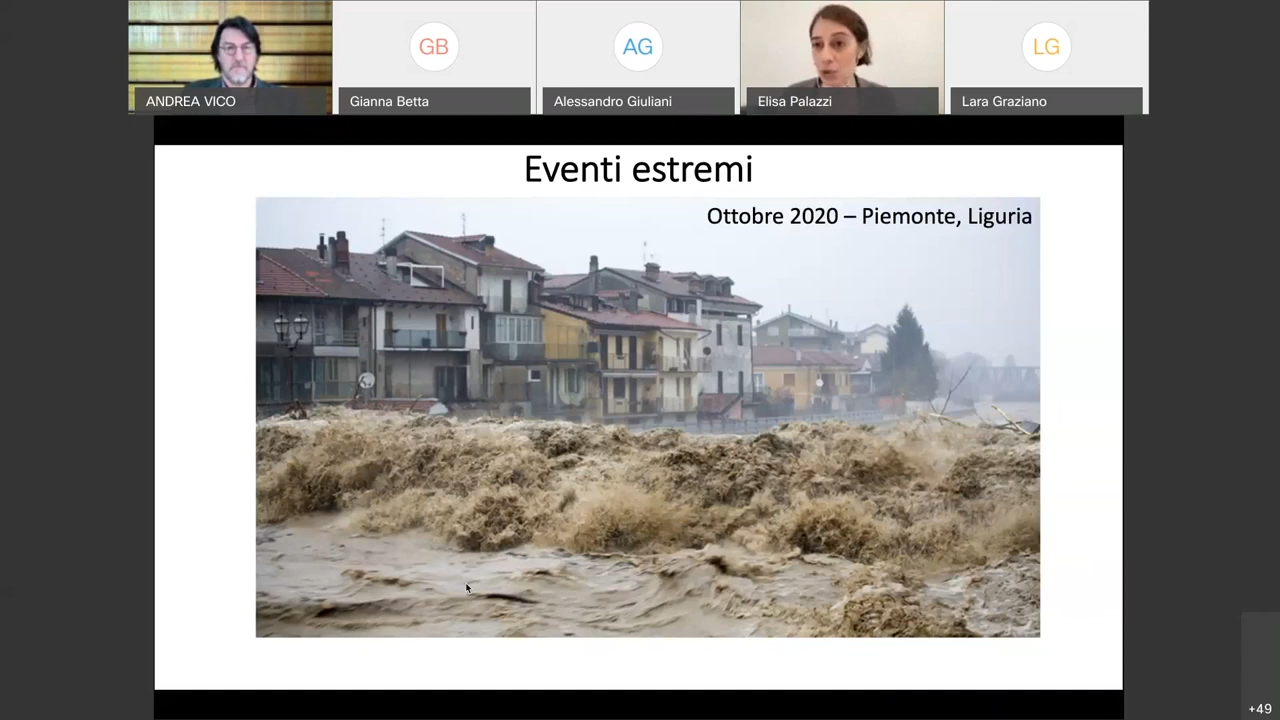 GB
AG
LG
ANDREA VICO
Gianna Betta
Alessandro Giuliani
Elisa Palazzi
Lara Graziano
Eventi estremi
Ottobre 2020 – Piemonte, Liguria
+49